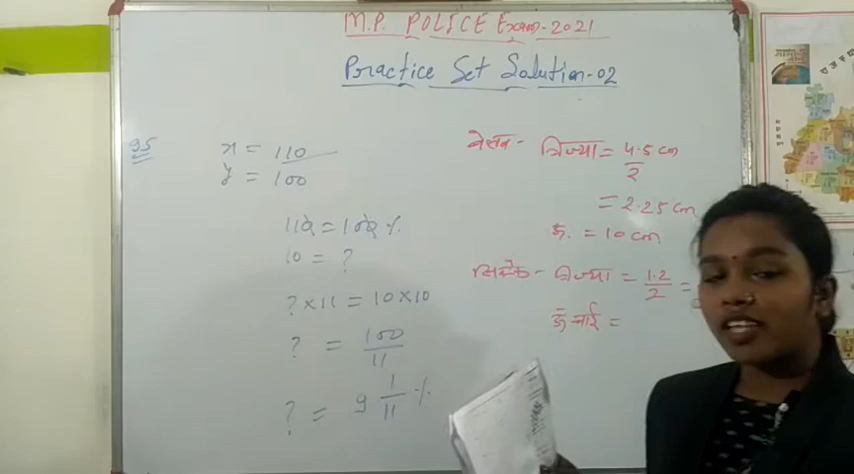 M.P. POLICE Exam-2021
Practice Set Solution-02
95
x = 110
y = 100
110 = 100 %
10 = ?
? × 11 = 10 × 10
? = 100/11
? = 9 1/11 %
बेलन - त्रिज्या = 4.5 cm/2
= 2.25 cm
ऊ. = 10 cm
सिक्के - त्रिज्या = 1.2/2 =
ऊँचाई =